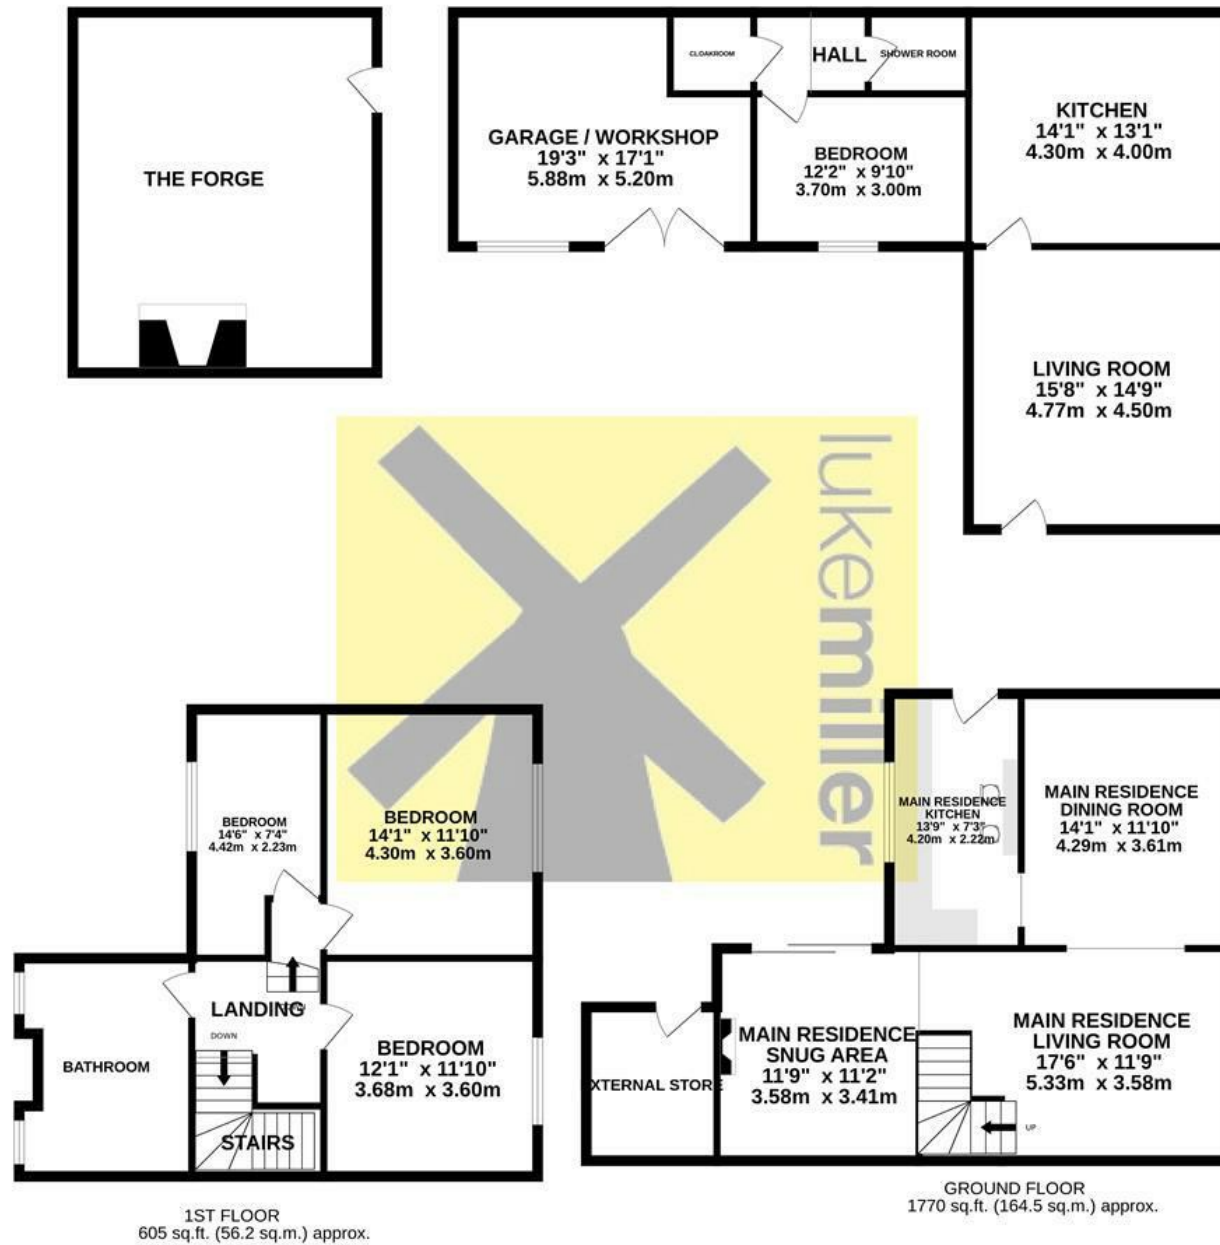 THE FORGE
GARAGE / WORKSHOP
19'3" x 17'1"
5.88m x 5.20m
CLOAKROOM
HALL
SHOWER ROOM
BEDROOM
12'2" x 9'10"
3.70m x 3.00m
KITCHEN
14'1" x 13'1"
4.30m x 4.00m
LIVING ROOM
15'8" x 14'9"
4.77m x 4.50m
lukemiller
BEDROOM
14'6" x 7'4"
4.42m x 2.23m
BEDROOM
14'1" x 11'10"
4.30m x 3.60m
LANDING
DOWN
DOWN
BATHROOM
BEDROOM
12'1" x 11'10"
3.68m x 3.60m
STAIRS
1ST FLOOR
605 sq.ft. (56.2 sq.m.) approx.
MAIN RESIDENCE
KITCHEN
13'9" x 7'3"
4.20m x 2.22m
MAIN RESIDENCE
DINING ROOM
14'1" x 11'10"
4.29m x 3.61m
XTERNAL STORE
MAIN RESIDENCE
SNUG AREA
11'9" x 11'2"
3.58m x 3.41m
MAIN RESIDENCE
LIVING ROOM
17'6" x 11'9"
5.33m x 3.58m
UP
GROUND FLOOR
1770 sq.ft. (164.5 sq.m.) approx.